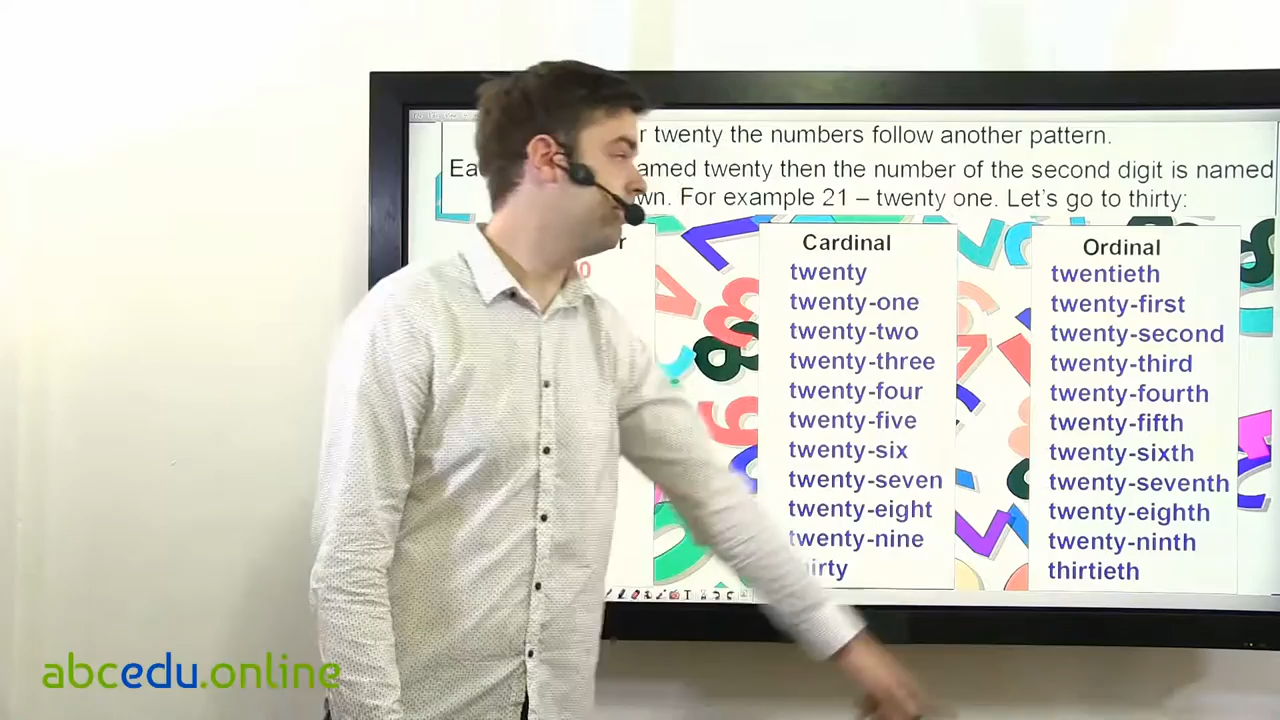 r twenty the numbers follow another pattern.
Ea amed twenty then the number of the second digit is named
wn. For example 21 – twenty one. Let's go to thirty:
r
0
Cardinal
twenty
twenty-one
twenty-two
twenty-three
twenty-four
twenty-five
twenty-six
twenty-seven
twenty-eight
twenty-nine
hirty
Ordinal
twentieth
twenty-first
twenty-second
twenty-third
twenty-fourth
twenty-fifth
twenty-sixth
twenty-seventh
twenty-eighth
twenty-ninth
thirtieth
abcedu.online